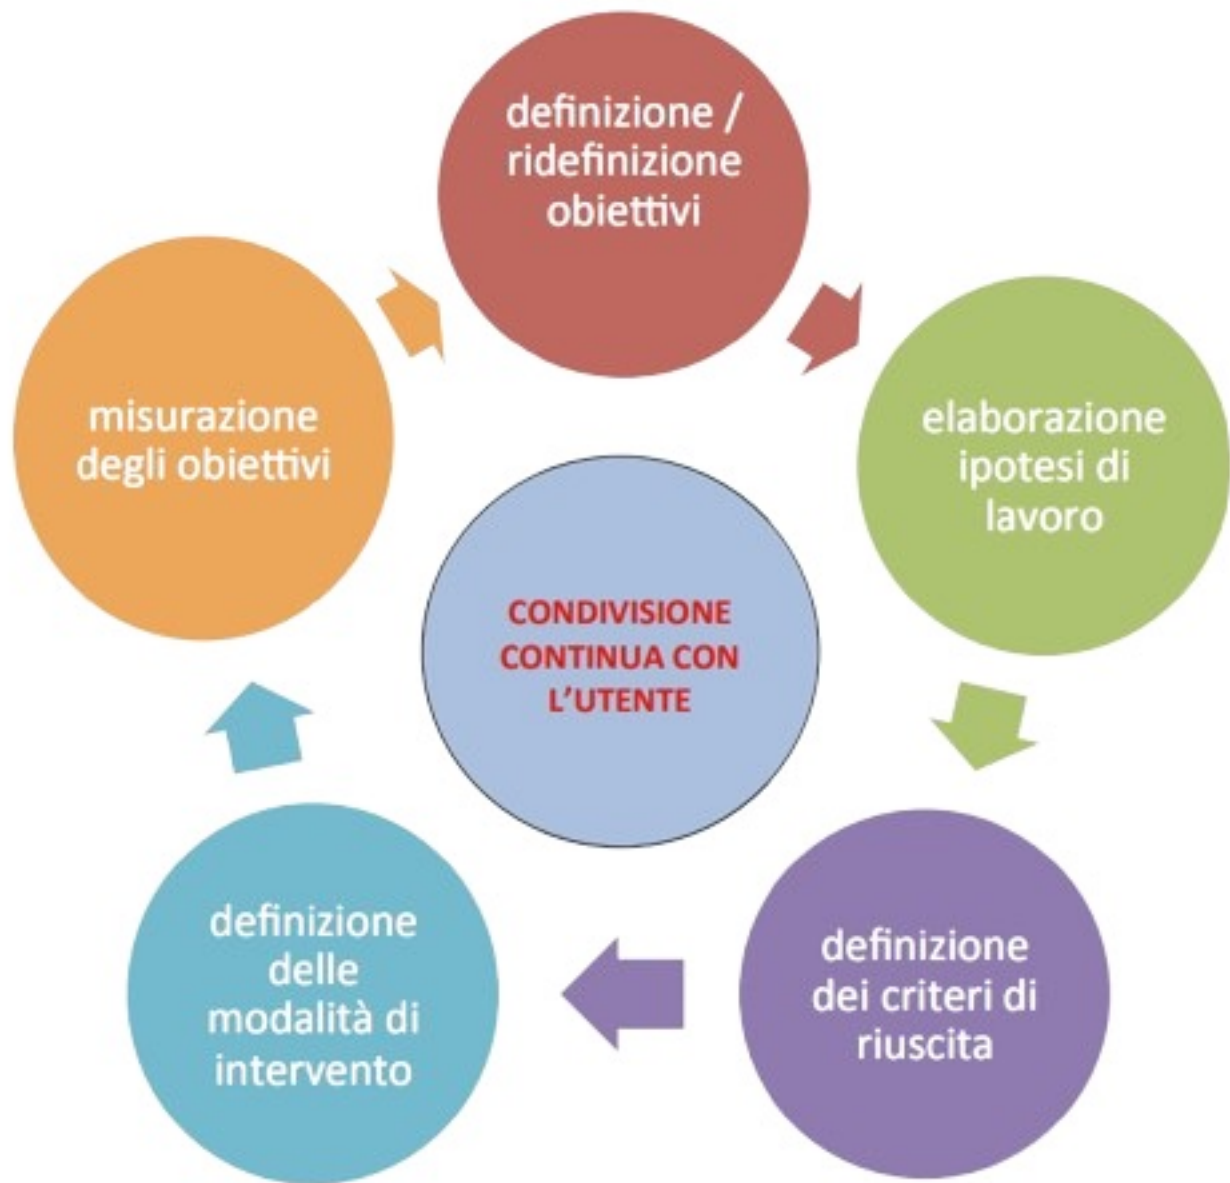 definizione /
ridefinizione
obiettivi
elaborazione
ipotesi di
lavoro
definizione
dei criteri di
riuscita
definizione
delle
modalità di
intervento
misurazione
degli obiettivi
CONDIVISIONE
CONTINUA CON
L’UTENTE